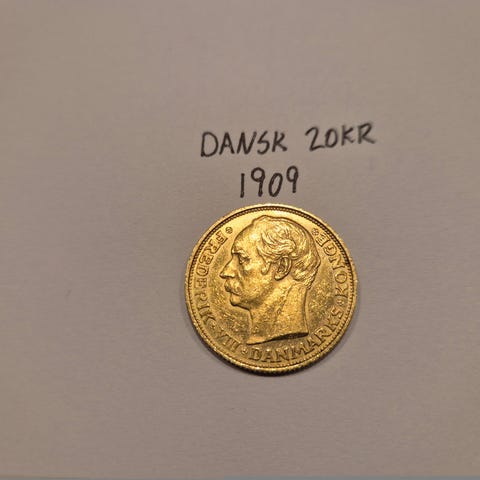 DANSK 20KR
1909
FREDERIK · VIII · DANMARKS · KONGE